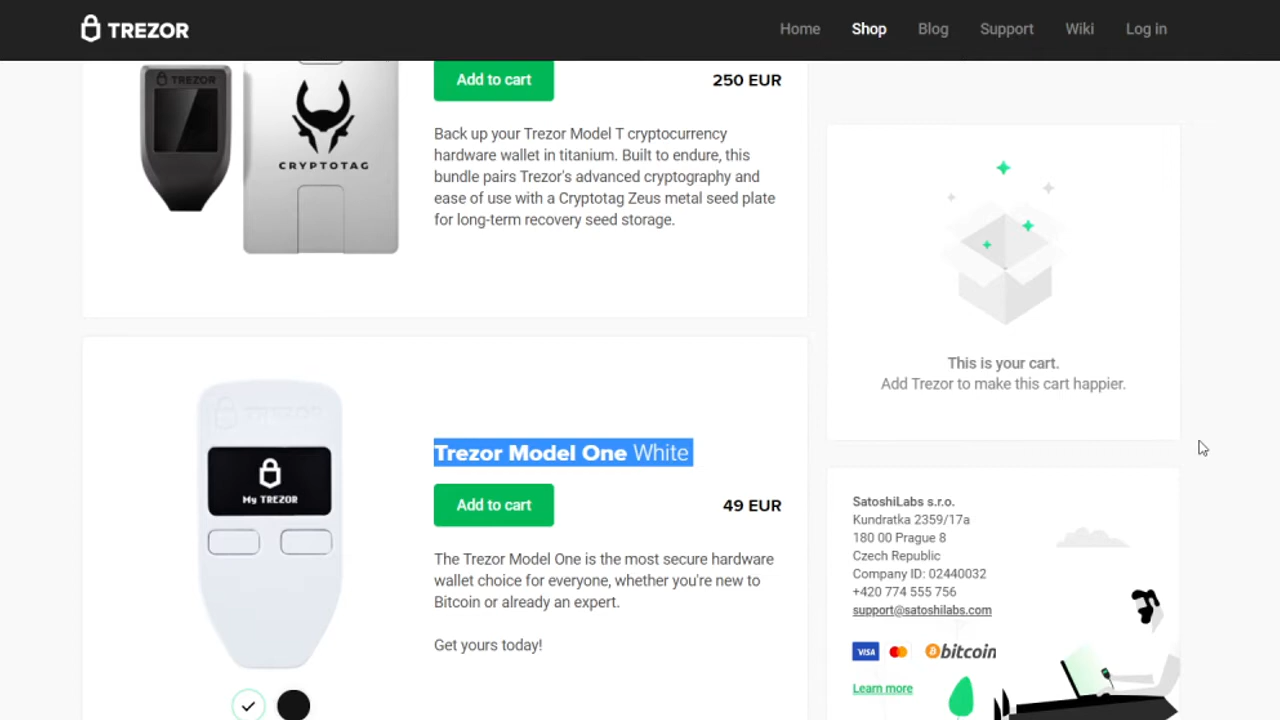 TREZOR
Home Shop Blog Support Wiki Log in
TREZOR
CRYPTOTAG
Add to cart
250 EUR
Back up your Trezor Model T cryptocurrency
hardware wallet in titanium. Built to endure, this
bundle pairs Trezor's advanced cryptography and
ease of use with a Cryptotag Zeus metal seed plate
for long-term recovery seed storage.
This is your cart.
Add Trezor to make this cart happier.
TREZOR
My TREZOR
Trezor Model One White
Add to cart
49 EUR
The Trezor Model One is the most secure hardware
wallet choice for everyone, whether you're new to
Bitcoin or already an expert.
Get yours today!
SatoshiLabs s.r.o.
Kundratka 2359/17a
180 00 Prague 8
Czech Republic
Company ID: 02440032
+420 774 555 756
support@satoshilabs.com
VISA
bitcoin
Learn more